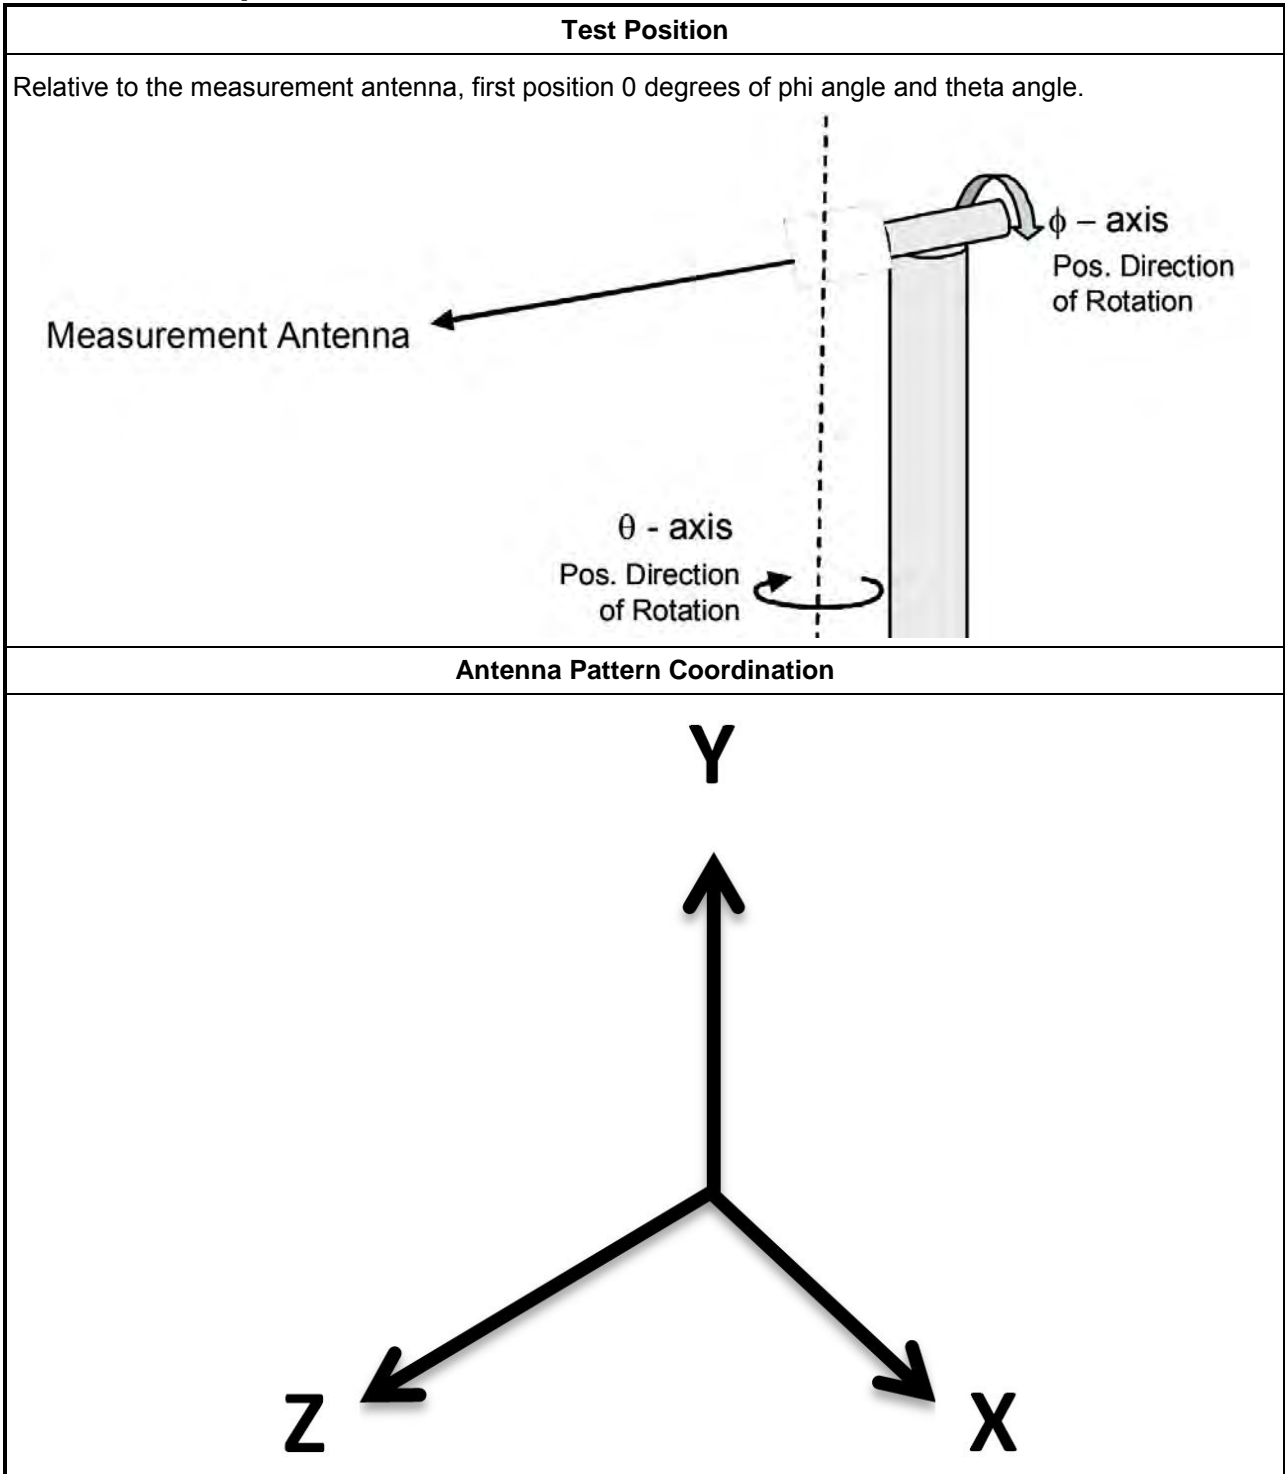 Test Position
Relative to the measurement antenna, first position 0 degrees of phi angle and theta angle.
ϕ – axis
Pos. Direction
of Rotation
Measurement Antenna
θ - axis
Pos. Direction
of Rotation
Antenna Pattern Coordination
Y
Z
X